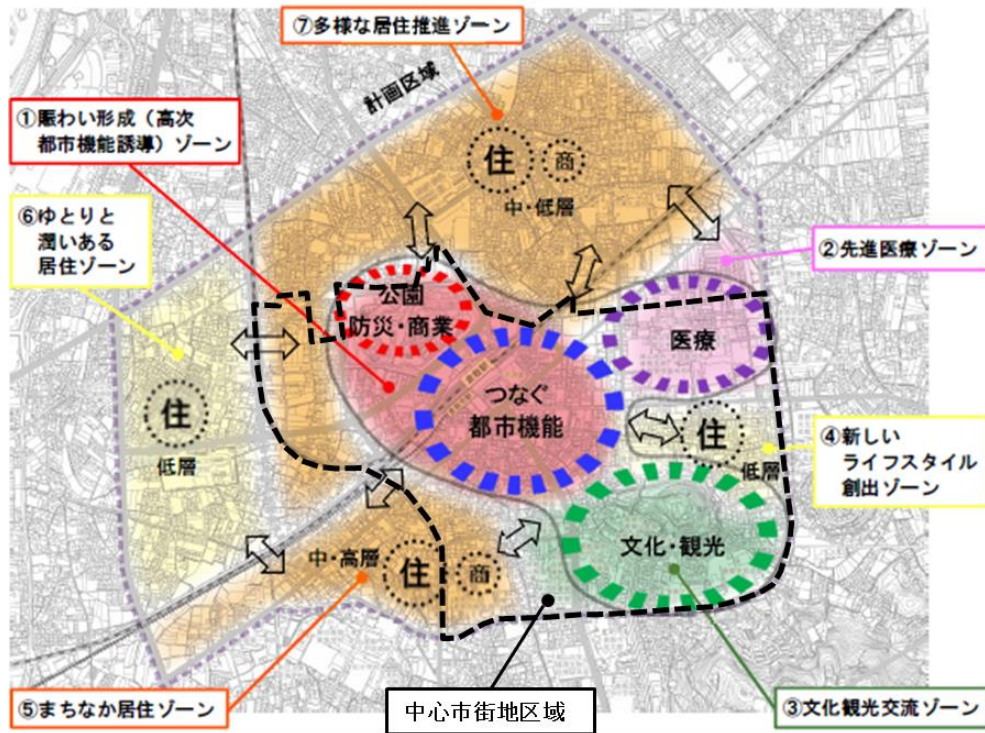 ⑦多様な居住推進ゾーン
計画区域
①賑わい形成(高次
都市機能誘導)ゾーン
住
商
中・低層
⑥ゆとりと
潤いある
居住ゾーン
②先進医療ゾーン
公園
防災・商業
医療
つなぐ
都市機能
住
低層
住
低層
④新しい
ライフスタイル
創出ゾーン
文化・観光
中・高層
住
商
⑤まちなか居住ゾーン
中心市街地区域
③文化観光交流ゾーン